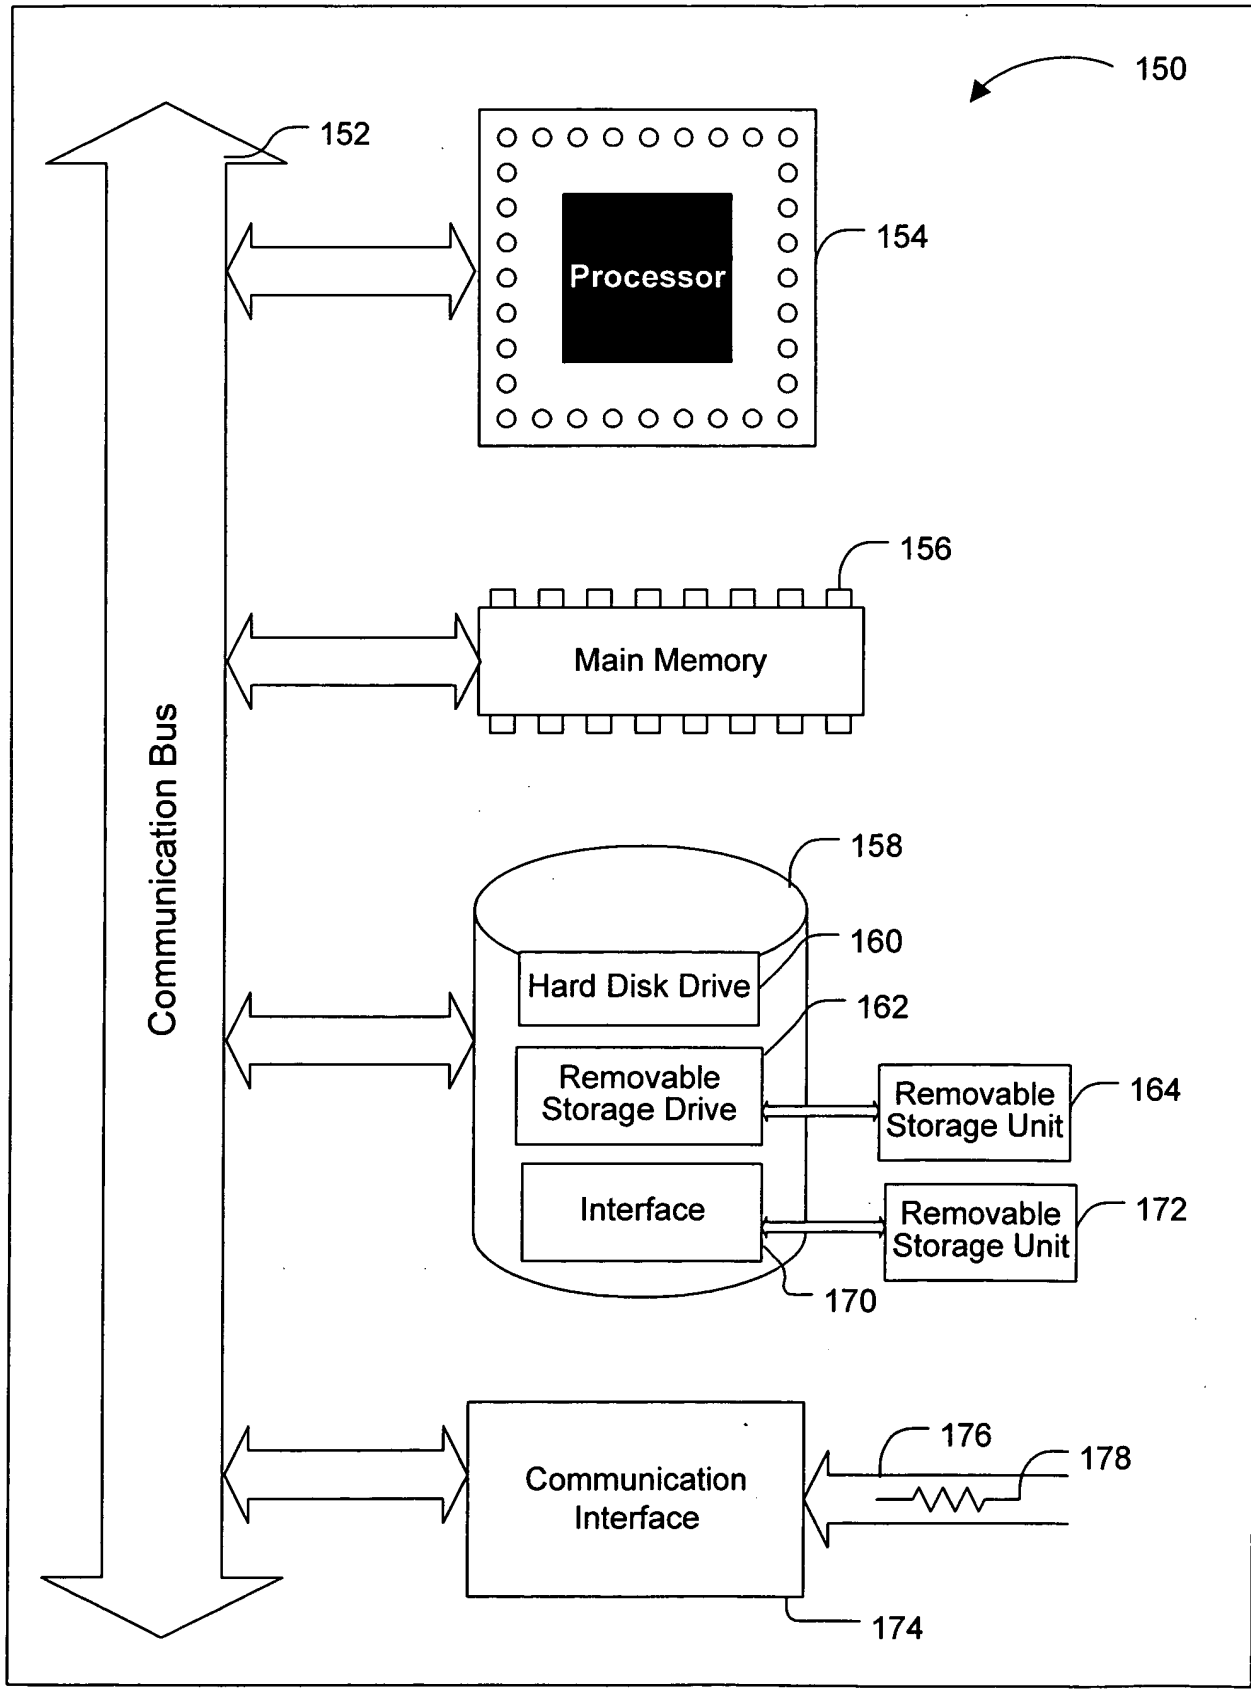 150
152
154
Processor
156
Main Memory
Communication Bus
158
160
Hard Disk Drive
162
Removable
Storage Drive
Removable
Storage Unit
164
Interface
Removable
Storage Unit
172
170
176
178
Communication
Interface
174